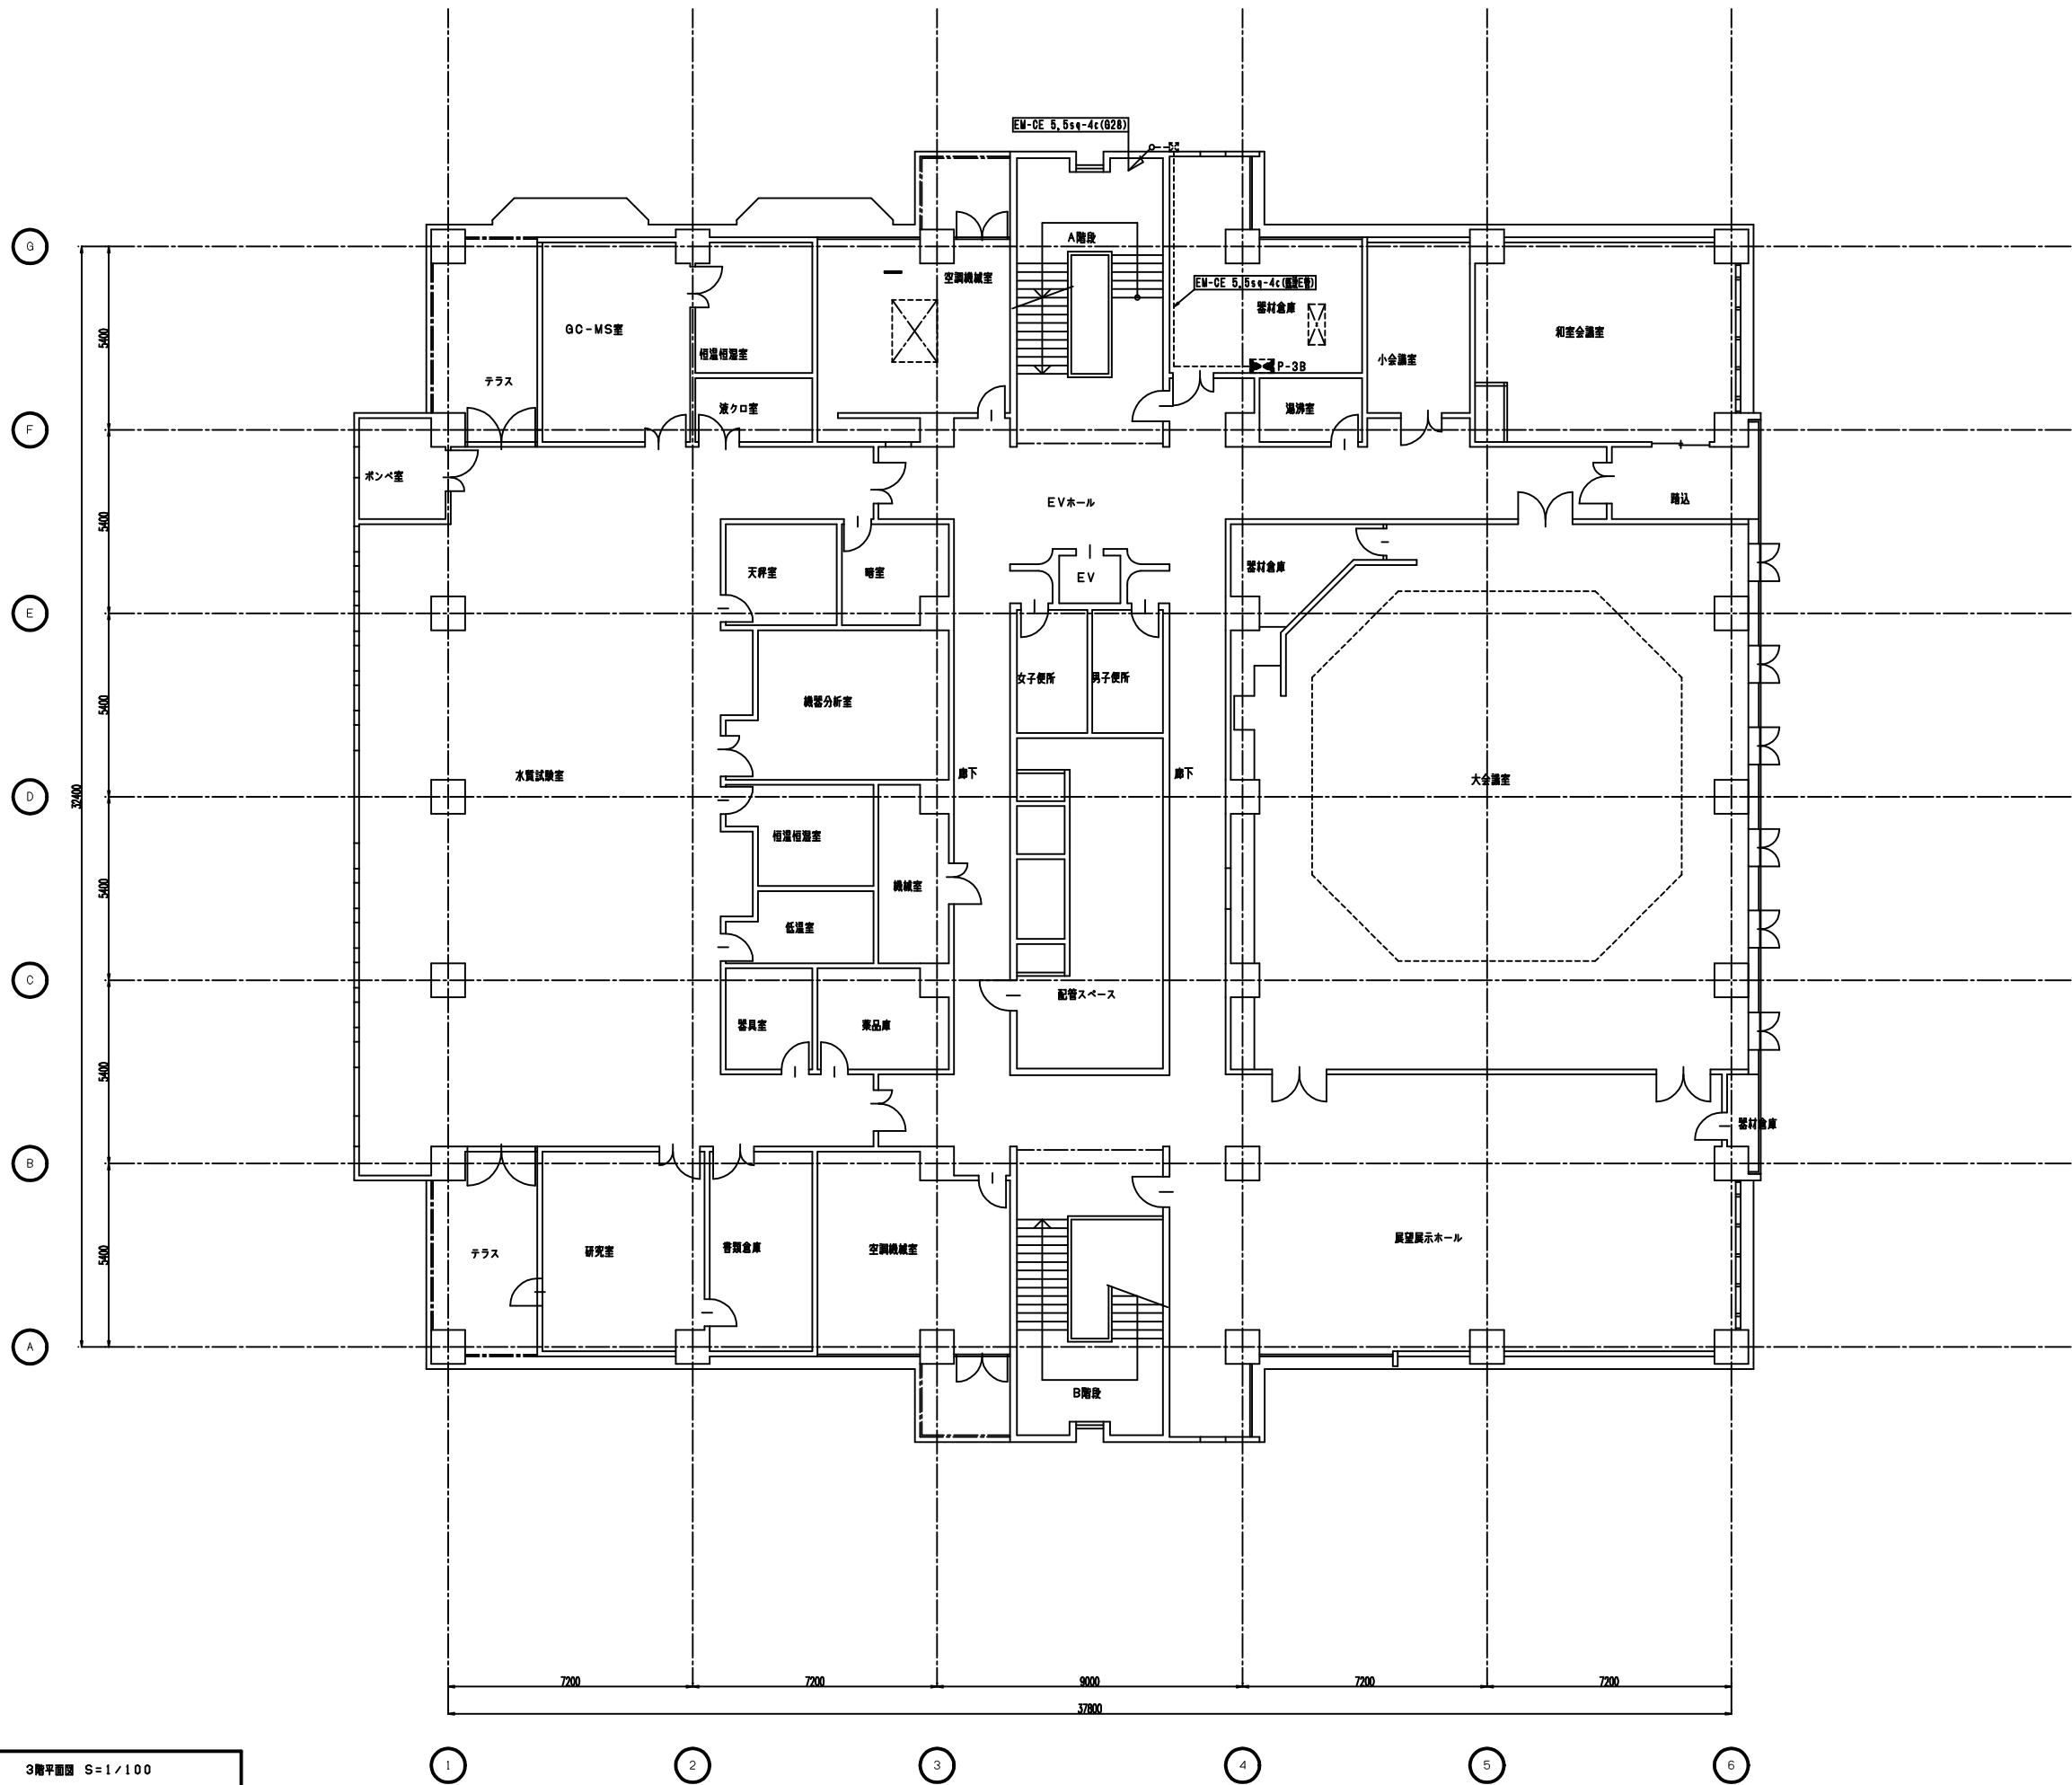 EM-CE 5,5sq-4c(G28)
A階段
G
空調機械室
EM-CE 5,5sq-4c
器材倉庫
GC-MS室
和室会議室
5400
恒温恒湿室
小会議室
P-3B
テラス
液クロ室
湯沸室
F
ボンベ室
踏込
EVホール
5400
器材倉庫
天秤室
暗室
EV
E
女子便所
男子便所
機器分析室
5400
廊下
廊下
水質試験室
大会議室
32400
D
恒温恒湿室
機械室
5400
低温室
C
配管スペース
器具室
薬品庫
5400
器材倉庫
B
展望展示ホール
書類倉庫
空調機械室
研究室
テラス
5400
A
B階段
7200
7200
9000
7200
7200
37800
1
2
3
4
5
6
3階平面図 S=1/100